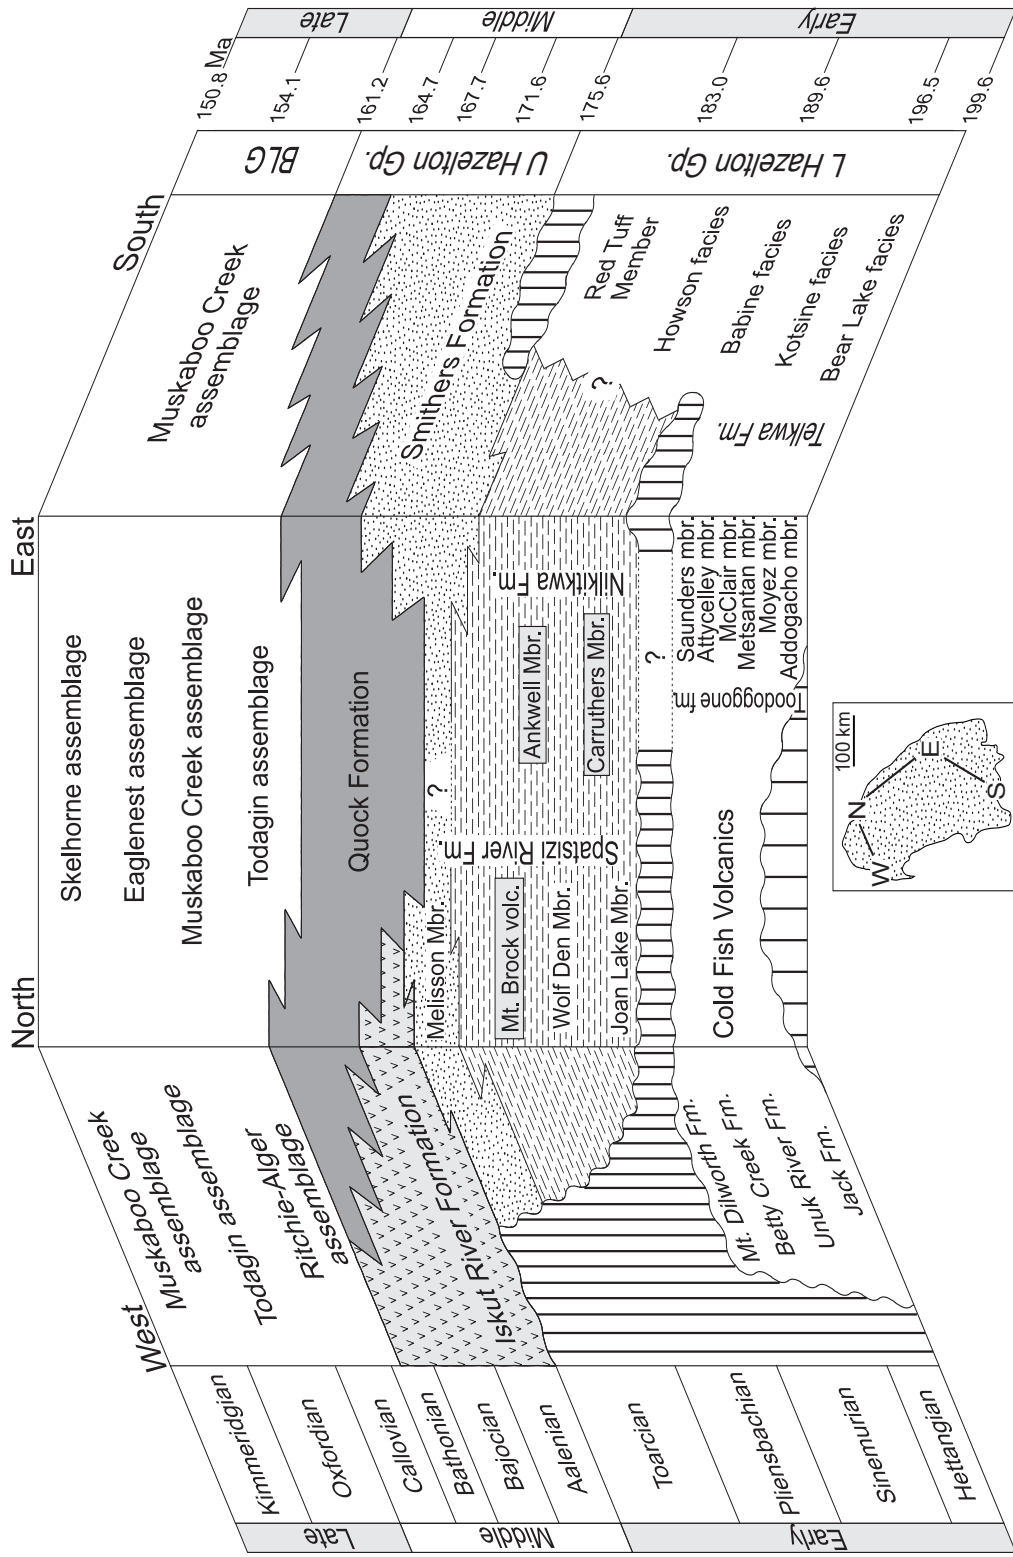 West
North
East
South
Late
Middle
Early
Kimmeridgian
Oxfordian
Callovian
Bathonian
Bajocian
Aalenian
Toarcian
Pliensbachian
Sinemurian
Hettangian
Muskaboo Creek
Muskaboo Creek
assemblage
Todagin assemblage
Ritchie-Alger
assemblage
Iskut River Formation
Mt. Dilworth Fm.
Betty Creek Fm.
Unuk River Fm.
Jack Fm.
Skelhorne assemblage
Eaglenest assemblage
Muskaboo Creek assemblage
Todagin assemblage
Quock Formation
Melisson Mbr.
?
Mt. Brock volc.
Wolf Den Mbr.
Joan Lake Mbr.
Spatsizi River Fm.
Ankwell Mbr.
Carruthers Mbr.
Nilkitkwa Fm.
?
Cold Fish Volcanics
Toodoggone fm.
Saunders mbr.
Attycelley mbr.
McClair mbr.
Metsantan mbr.
Moyez mbr.
Addogacho mbr.
Muskaboo Creek
assemblage
Smithers Formation
?
Telkwa Fm.
Red Tuff
Member
Howson facies
Babine facies
Kotsine facies
Bear Lake facies
BLG
U Hazelton Gp.
L Hazelton Gp.
150.8 Ma
154.1
161.2
164.7
167.7
171.6
175.6
183.0
189.6
196.5
199.6
Late
Middle
Early
W
N
E
S
100 km